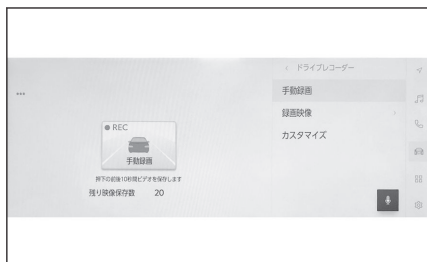 ドライブレコーダー
手動録画
録画映像
カスタマイズ
REC
手動録画
押下の前後10秒間ビデオを保存します
残り映像保存数 20